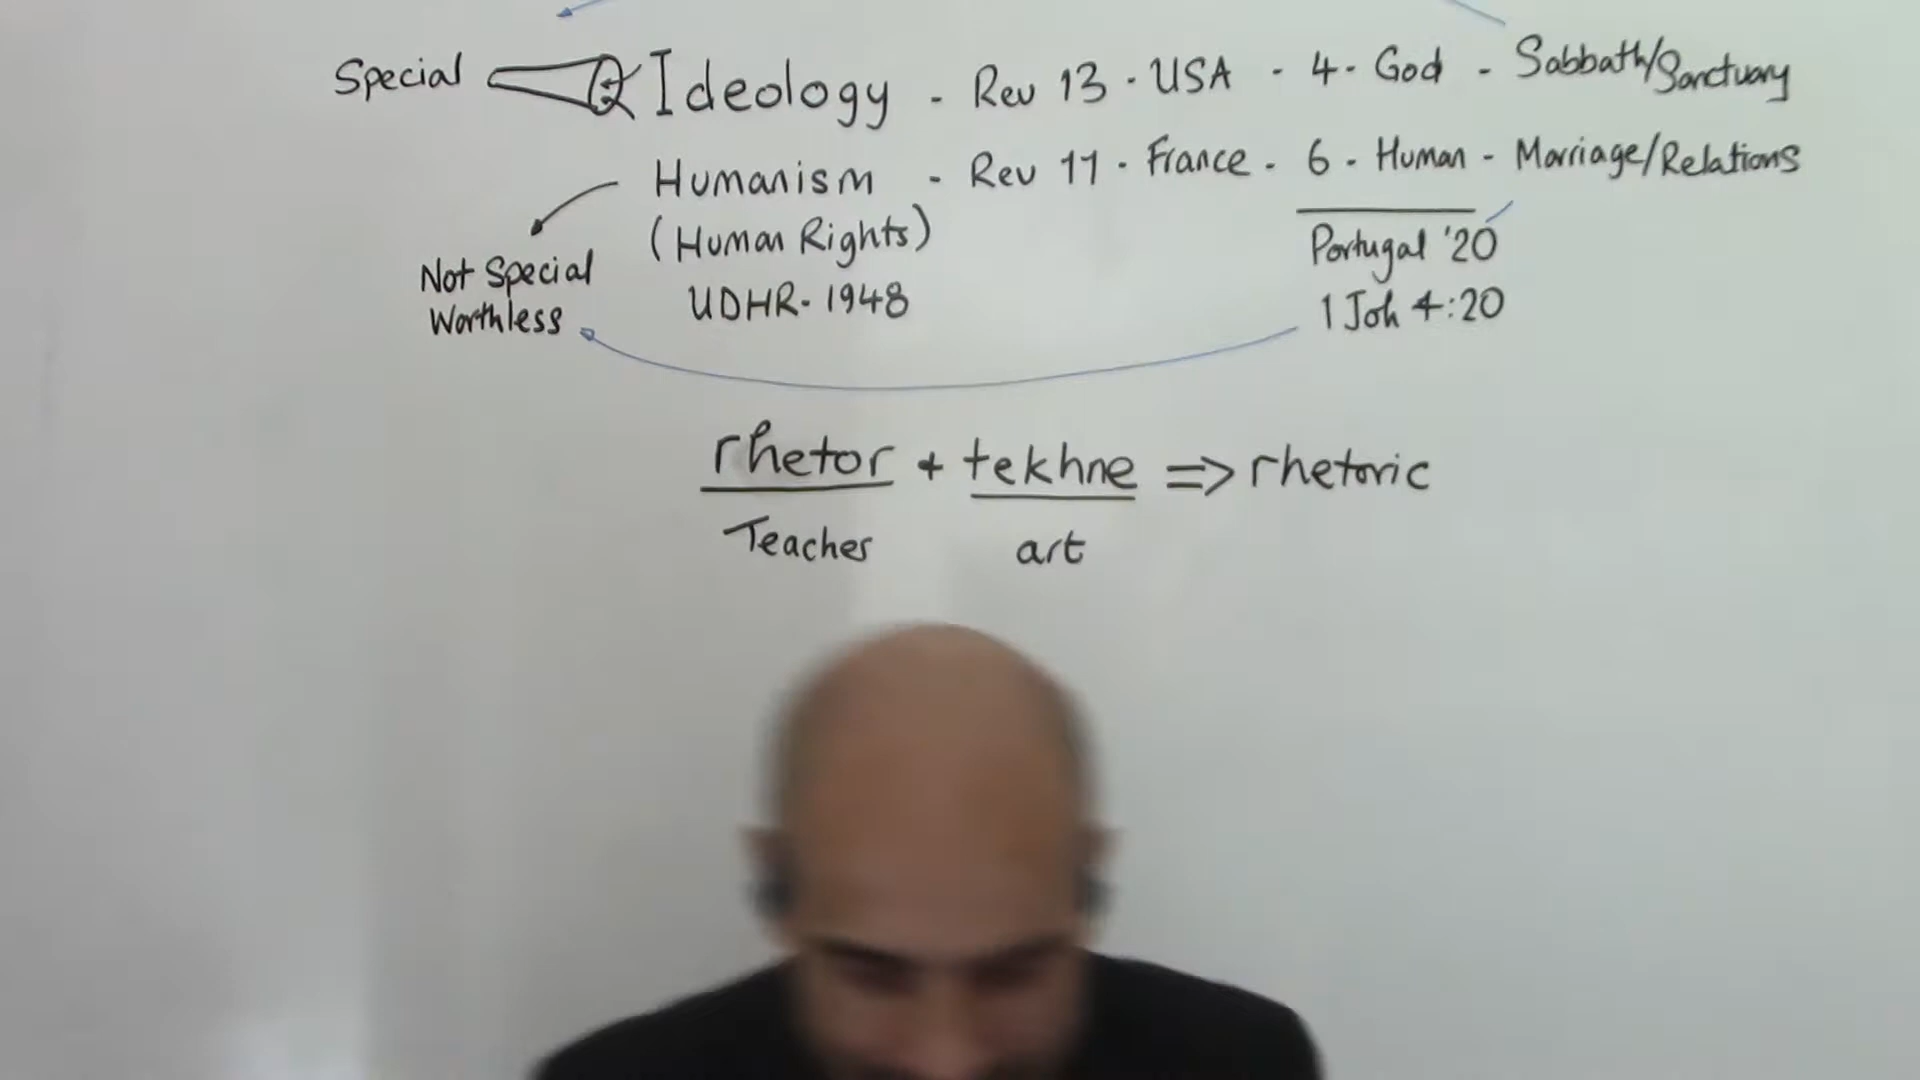 Special Ideology - Rev 13 · USA · 4 · God - Sabbath/Sanctuary
Humanism - Rev 11 · France · 6 · Human - Marriage/Relations
(Human Rights) Portugal '20
Not Special
UDHR - 1948 1 Joh 4:20
Worthless
rhetor + tekhne => rhetoric
Teacher art